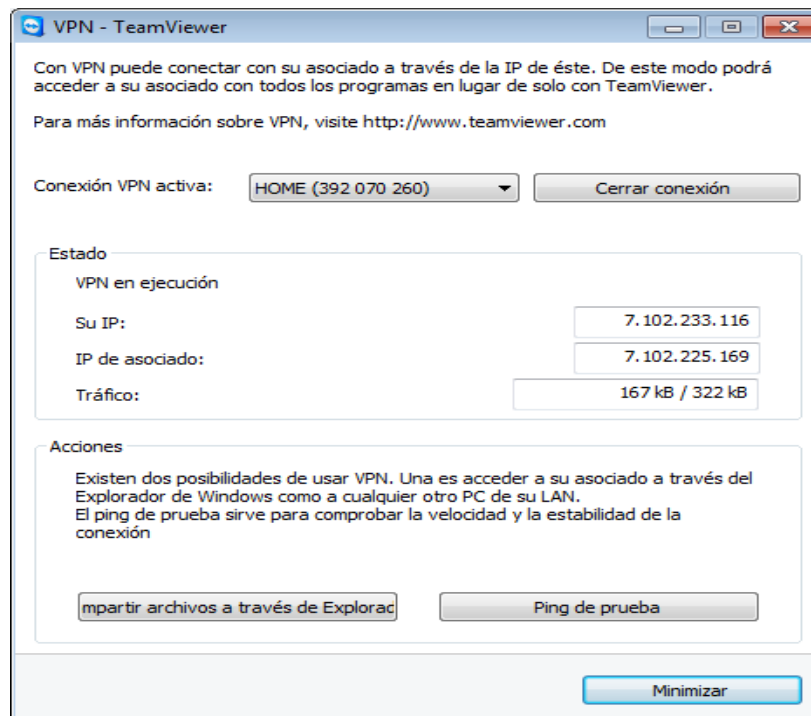 VPN - TeamViewer
Con VPN puede conectar con su asociado a través de la IP de éste. De este modo podrá
acceder a su asociado con todos los programas en lugar de solo con TeamViewer.
Para más información sobre VPN, visite http://www.teamviewer.com
Conexión VPN activa: HOME (392 070 260) Cerrar conexión
Estado
VPN en ejecución
Su IP: 7.102.233.116
IP de asociado: 7.102.225.169
Tráfico: 167 kB / 322 kB
Acciones
Existen dos posibilidades de usar VPN. Una es acceder a su asociado a través del
Explorador de Windows como a cualquier otro PC de su LAN.
El ping de prueba sirve para comprobar la velocidad y la estabilidad de la
conexión
mpartir archivos a través de Explorac Ping de prueba
Minimizar